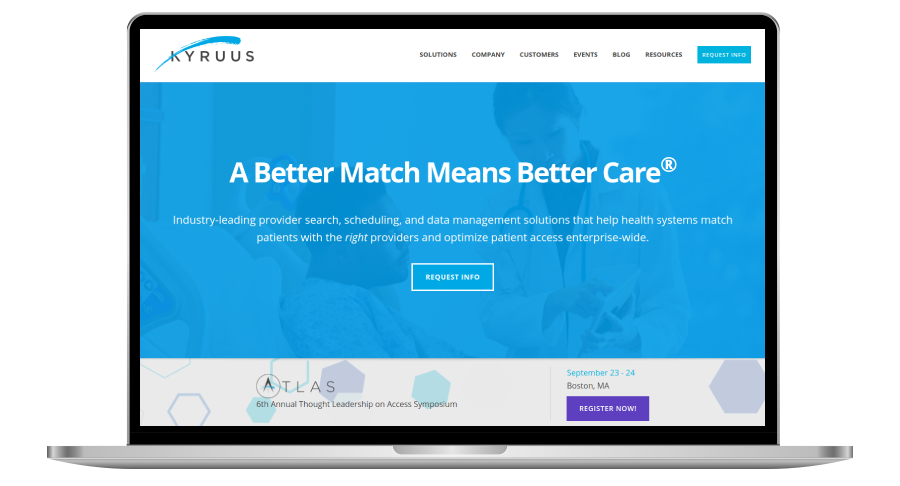 KYRUUS
SOLUTIONS COMPANY CUSTOMERS EVENTS BLOG RESOURCES REQUEST INFO
A Better Match Means Better Care®
Industry-leading provider search, scheduling, and data management solutions that help health systems match
patients with the right providers and optimize patient access enterprise-wide.
REQUEST INFO
ATLAS
6th Annual Thought Leadership on Access Symposium
September 23 - 24
Boston, MA
REGISTER NOW!